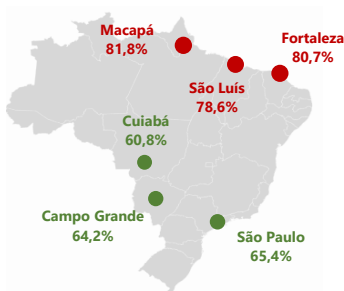 Macapá
81,8%
Fortaleza
80,7%
São Luís
78,6%
Cuiabá
60,8%
Campo Grande
64,2%
São Paulo
65,4%